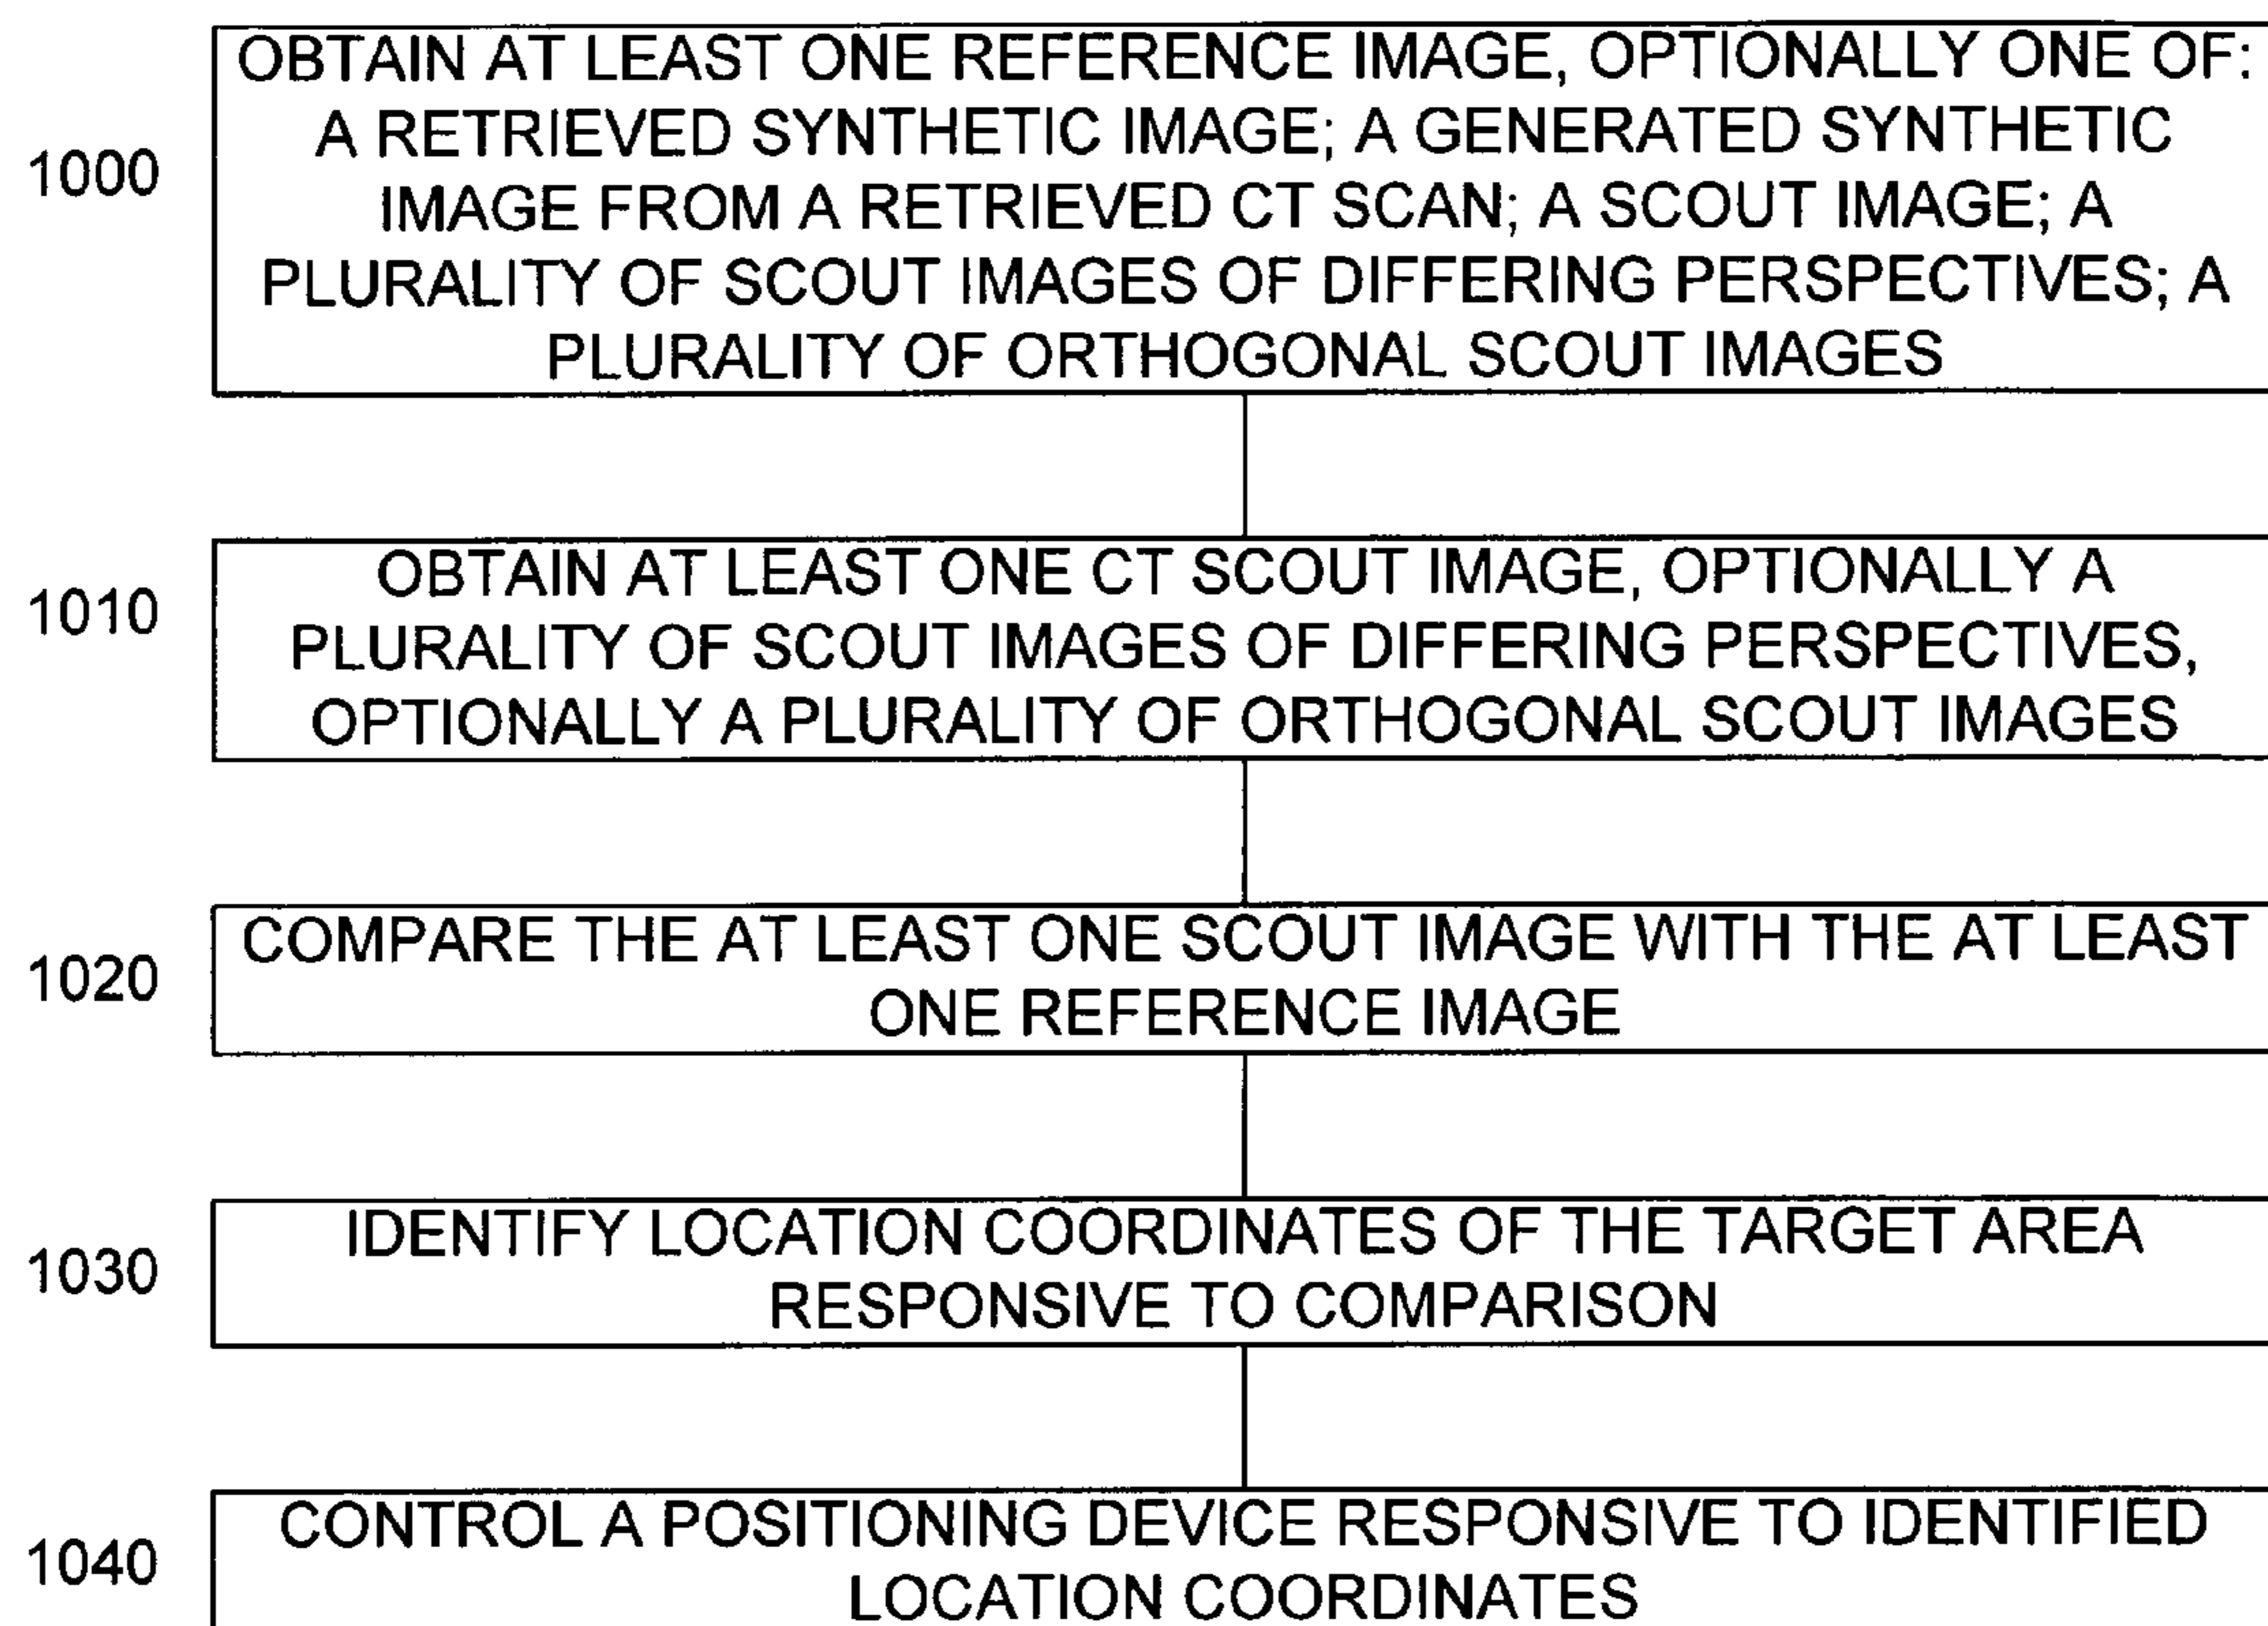 OBTAIN AT LEAST ONE REFERENCE IMAGE, OPTIONALLY ONE OF:
A RETRIEVED SYNTHETIC IMAGE; A GENERATED SYNTHETIC
1000
IMAGE FROM A RETRIEVED CT SCAN; A SCOUT IMAGE; A
PLURALITY OF SCOUT IMAGES OF DIFFERING PERSPECTIVES; A
PLURALITY OF ORTHOGONAL SCOUT IMAGES
OBTAIN AT LEAST ONE CT SCOUT IMAGE, OPTIONALLY A
1010
PLURALITY OF SCOUT IMAGES OF DIFFERING PERSPECTIVES,
OPTIONALLY A PLURALITY OF ORTHOGONAL SCOUT IMAGES
COMPARE THE AT LEAST ONE SCOUT IMAGE WITH THE AT LEAST
1020
ONE REFERENCE IMAGE
IDENTIFY LOCATION COORDINATES OF THE TARGET AREA
1030
RESPONSIVE TO COMPARISON
CONTROL A POSITIONING DEVICE RESPONSIVE TO IDENTIFIED
1040
LOCATION COORDINATES